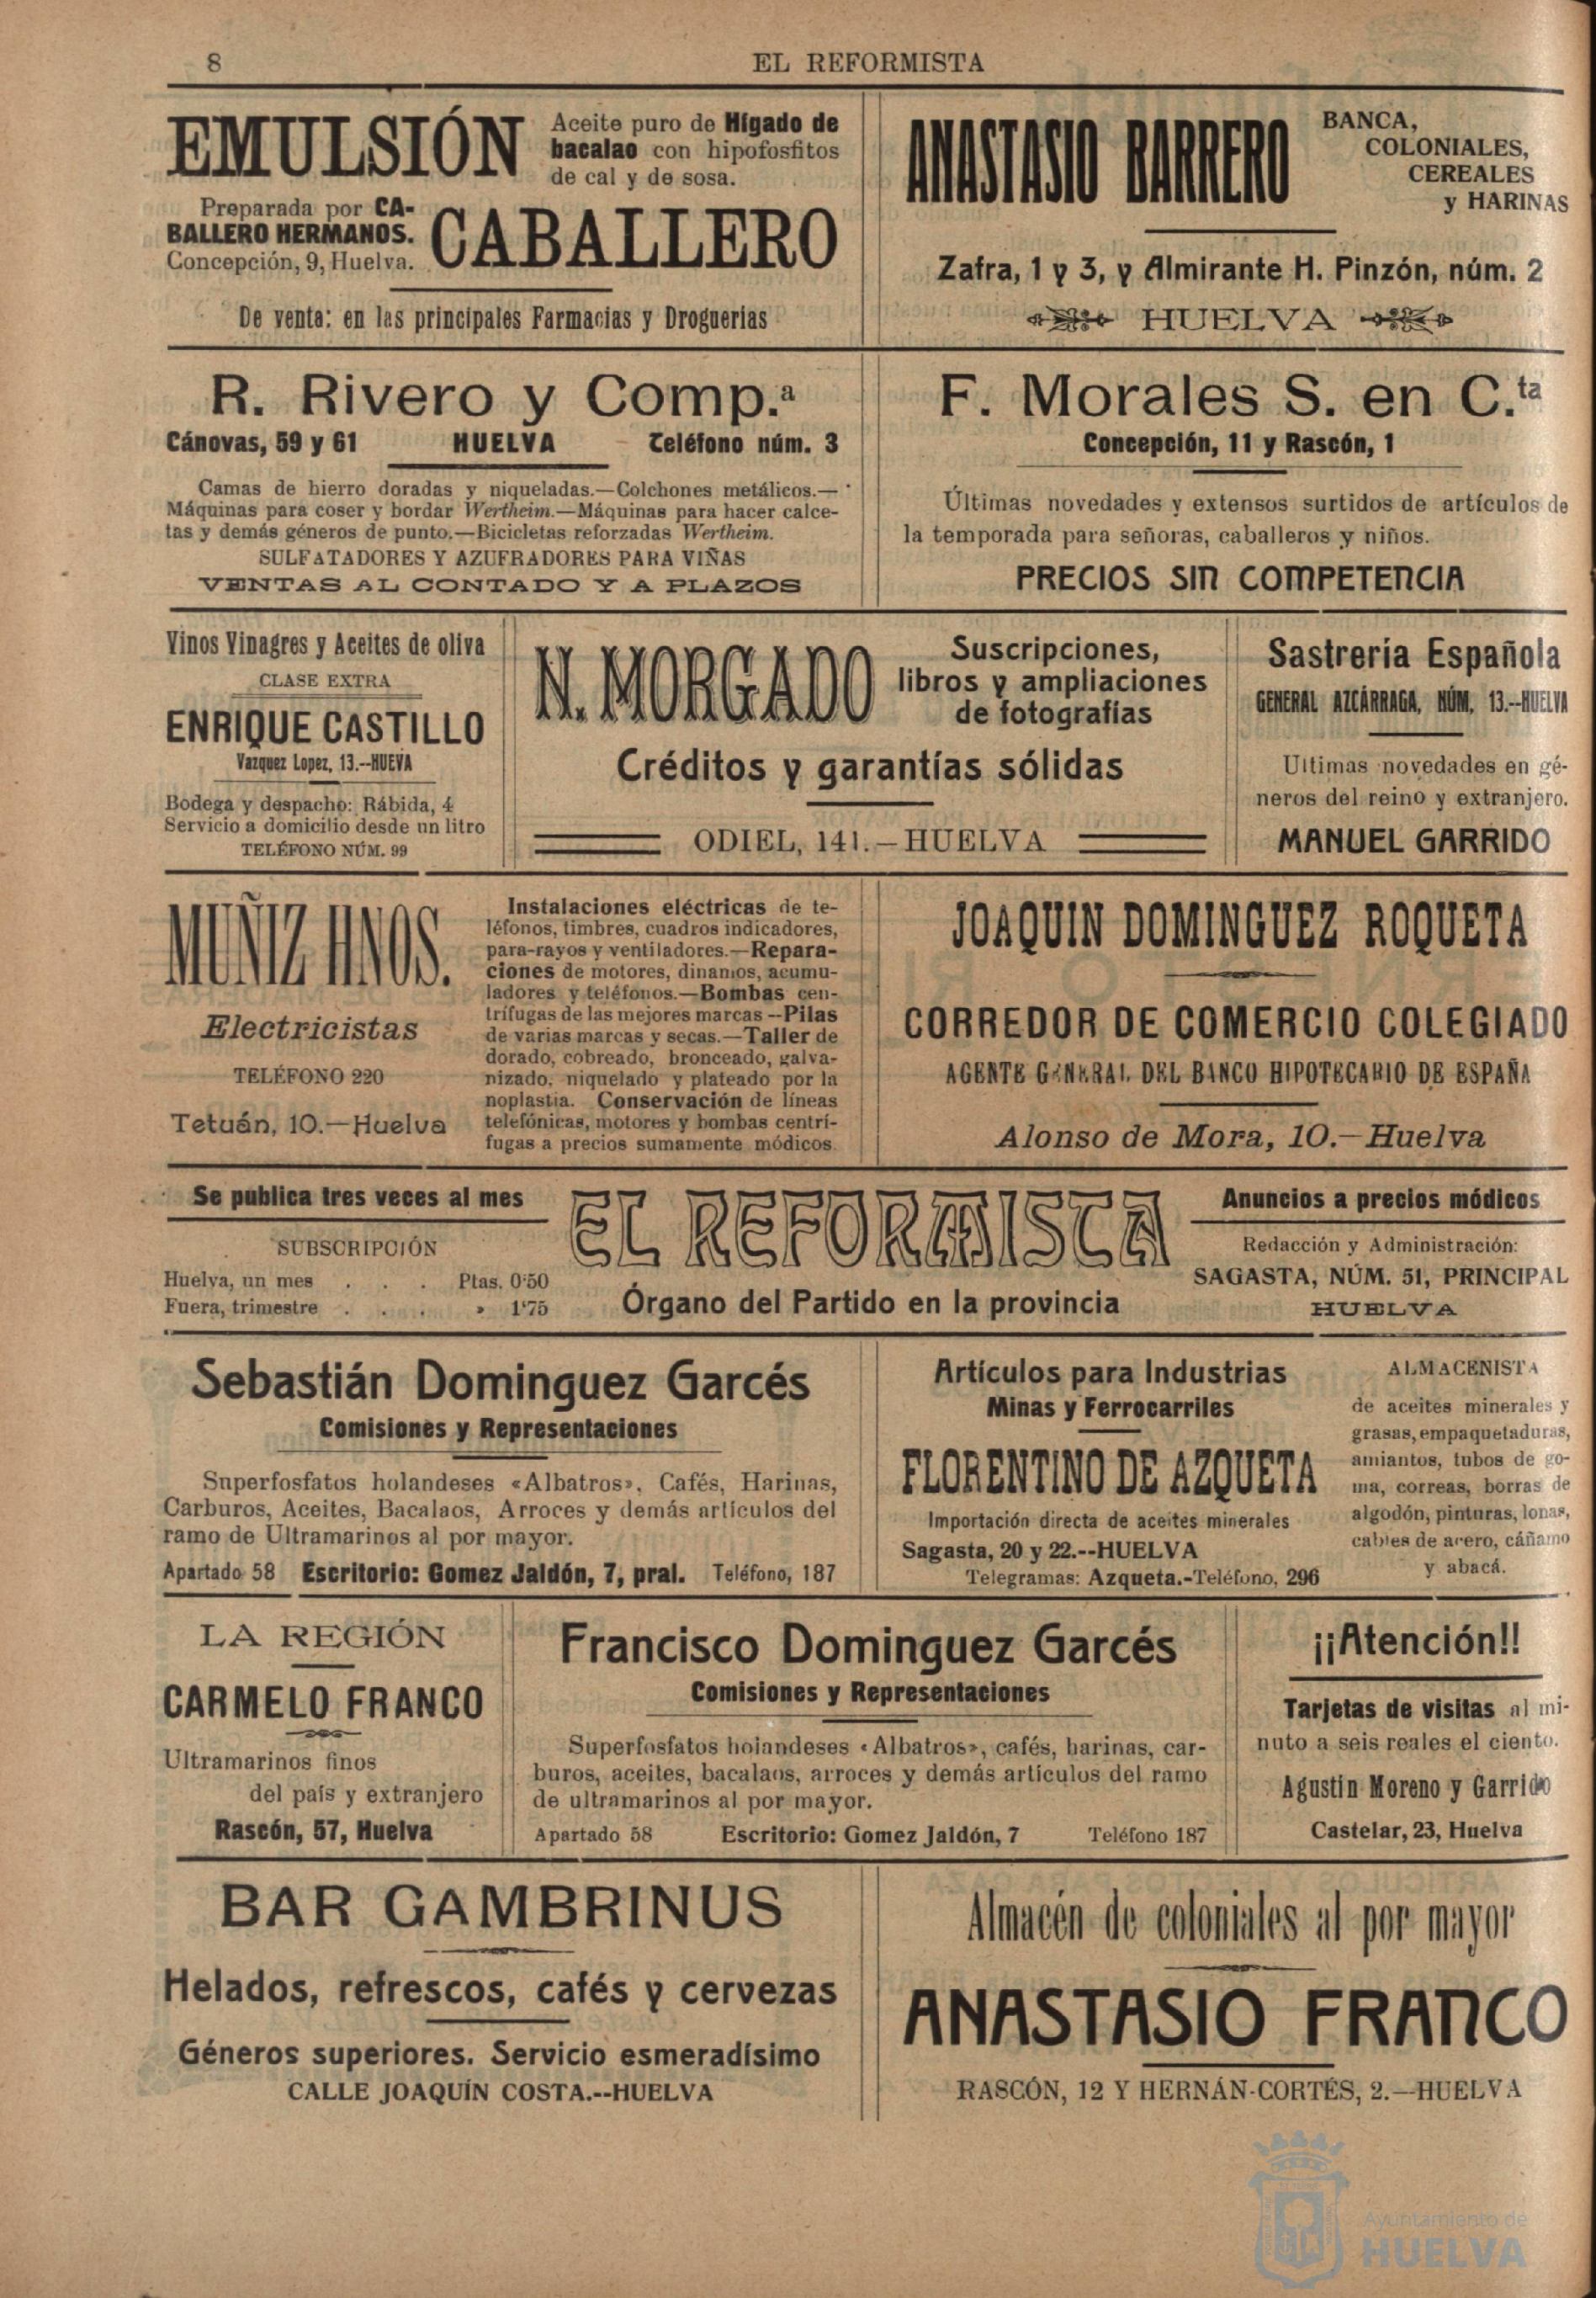 8
EL REFORMISTA
EMULSIÓN
Aceite puro de Hígado de
bacalao con hipofosfitos
de cal y de sosa.
Preparada por CA-
BALLERO HERMANOS.
Concepción, 9, Huelva.
CABALLERO
De venta: en las principales Farmacias y Droguerías
ANASTASIO BARRERO
BANCA,
COLONIALES,
CEREALES
y HARINAS
Zafra, 1 y 3, y Almirante H. Pinzón, núm. 2
HUELVA
R. Rivero y Comp.ª
Cánovas, 59 y 61 HUELVA Teléfono núm. 3
Camas de hierro doradas y niqueladas.—Colchones metálicos.—
Máquinas para coser y bordar Wertheim.—Máquinas para hacer calce-
tas y demás géneros de punto.—Bicicletas reforzadas Wertheim.
SULFATADORES Y AZUFRADORES PARA VIÑAS
VENTAS AL CONTADO Y A PLAZOS
F. Morales S. en C.ta
Concepción, 11 y Rascón, 1
Últimas novedades y extensos surtidos de artículos de
la temporada para señoras, caballeros y niños.
PRECIOS SIN COMPETENCIA
Vinos Vinagres y Aceites de oliva
CLASE EXTRA
ENRIQUE CASTILLO
Vazquez Lopez, 13.--HUEVA
Bodega y despacho: Rábida, 4
Servicio a domicilio desde un litro
TELÉFONO NÚM. 99
N. MORGADO
Suscripciones,
libros y ampliaciones
de fotografías
Créditos y garantías sólidas
ODIEL, 141.—HUELVA
Sastrería Española
GENERAL AZCÁRRAGA, NÚM. 13.--HUELVA
Ultimas novedades en gé-
neros del reino y extranjero.
MANUEL GARRIDO
MUÑIZ HNOS.
Electricistas
TELÉFONO 220
Tetuán, 10.—Huelva
Instalaciones eléctricas de te-
léfonos, timbres, cuadros indicadores,
para-rayos y ventiladores.—Repara-
ciones de motores, dinamos, acumu-
ladores y teléfonos.—Bombas cen-
trífugas de las mejores marcas--Pilas
de varias marcas y secas.—Taller de
dorado, cobreado, bronceado, galva-
nizado, niquelado y plateado por la
noplastia. Conservación de líneas
telefónicas, motores y bombas centrí-
fugas a precios sumamente módicos.
JOAQUIN DOMINGUEZ ROQUETA
CORREDOR DE COMERCIO COLEGIADO
AGENTE GENERAL DEL BANCO HIPOTECARIO DE ESPAÑA
Alonso de Mora, 10.—Huelva
Se publica tres veces al mes
SUBSCRIPCIÓN
Huelva, un mes . . . Ptas. 0'50
Fuera, trimestre . . . » 1'75
EL REFORMISTA
Órgano del Partido en la provincia
Anuncios a precios módicos
Redacción y Administración:
SAGASTA, NÚM. 51, PRINCIPAL
HUELVA
Sebastián Dominguez Garcés
Comisiones y Representaciones
Superfosfatos holandeses «Albatros», Cafés, Harinas,
Carburos, Aceites, Bacalaos, Arroces y demás artículos del
ramo de Ultramarinos al por mayor.
Apartado 58 Escritorio: Gomez Jaldón, 7, pral. Teléfono, 187
Artículos para Industrias
Minas y Ferrocarriles
FLORENTINO DE AZQUETA
Importación directa de aceites minerales
Sagasta, 20 y 22.--HUELVA
Telegramas: Azqueta.-Teléfono, 296
ALMACENISTA
de aceites minerales y
grasas, empaquetaduras,
amiantos, tubos de go-
ma, correas, borras de
algodón, pinturas, lonas,
cables de acero, cáñamo
y abacá.
LA REGIÓN
CARMELO FRANCO
Ultramarinos finos
del país y extranjero
Rascón, 57, Huelva
Francisco Dominguez Garcés
Comisiones y Representaciones
Superfosfatos holandeses «Albatros», cafés, harinas, car-
buros, aceites, bacalaos, arroces y demás artículos del ramo
de ultramarinos al por mayor.
Apartado 58 Escritorio: Gomez Jaldón, 7 Teléfono 187
¡¡Atención!!
Tarjetas de visitas al mi-
nuto a seis reales el ciento.
Agustín Moreno y Garrido
Castelar, 23, Huelva
BAR GAMBRINUS
Helados, refrescos, cafés y cervezas
Géneros superiores. Servicio esmeradísimo
CALLE JOAQUÍN COSTA.--HUELVA
Almacén de coloniales al por mayor
ANASTASIO FRANCO
RASCÓN, 12 Y HERNÁN-CORTÉS, 2.—HUELVA
Ayuntamiento de
HUELVA